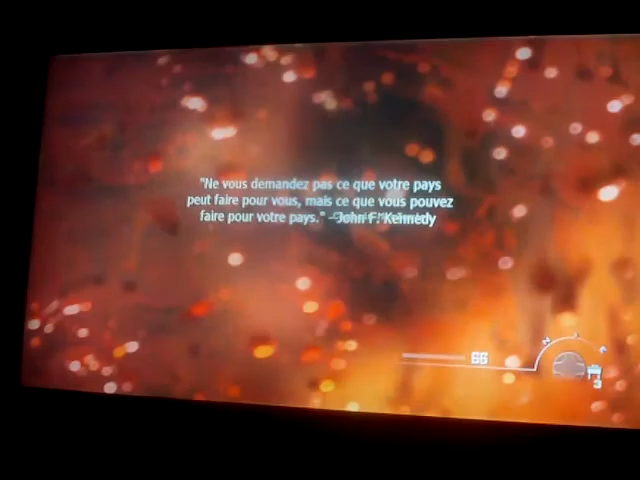 "Ne vous demandez pas ce que votre pays
peut faire pour vous, mais ce que vous pouvez
faire pour votre pays." - John F. Kennedy
66
3